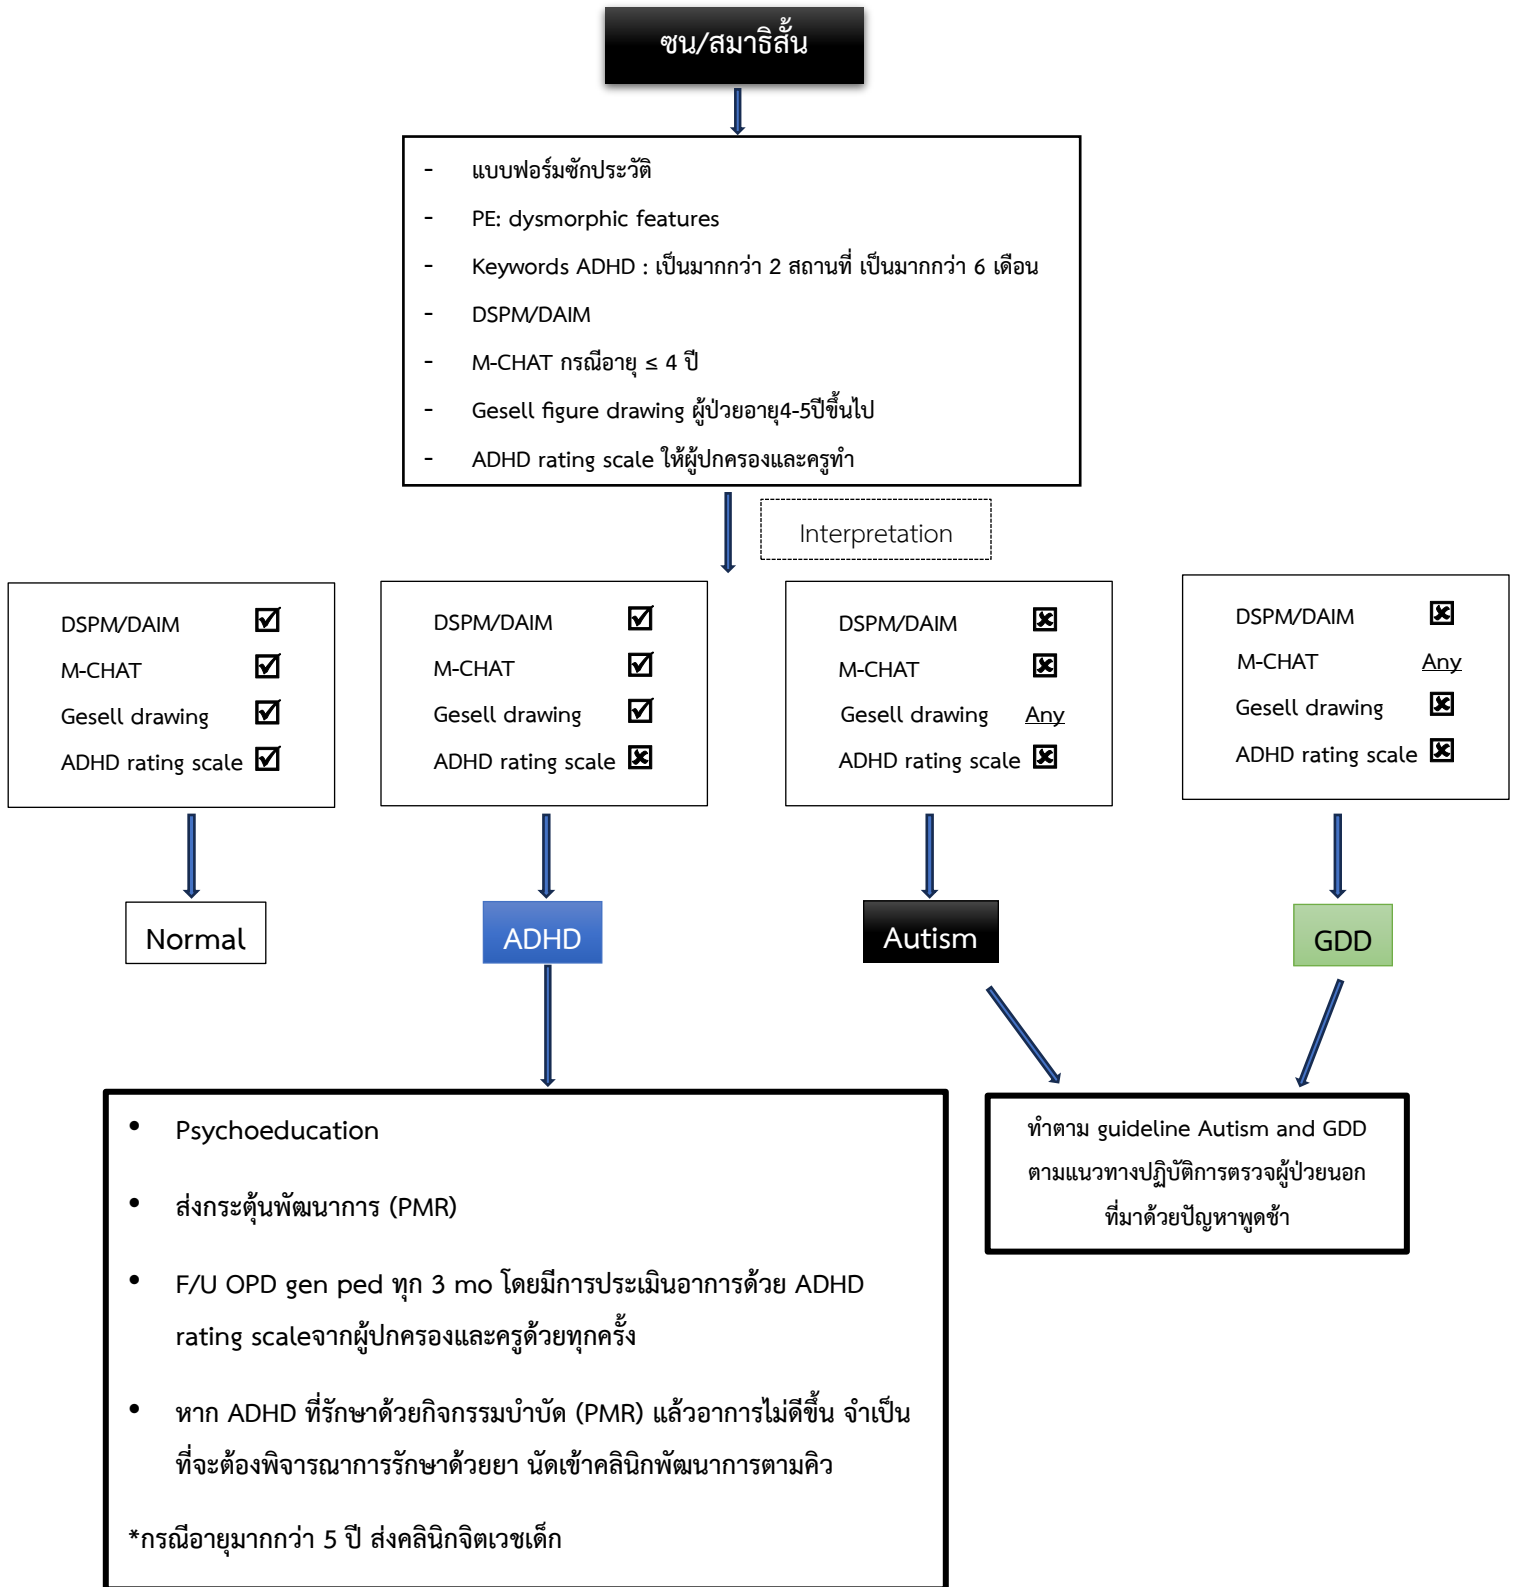 ซน/สมาธิสั้น
- แบบฟอร์มซักประวัติ
- PE: dysmorphic features
- Keywords ADHD : เป็นมากกว่า 2 สถานที่ เป็นมากกว่า 6 เดือน
- DSPM/DAIM
- M-CHAT กรณีอายุ ≤ 4 ปี
- Gesell figure drawing ผู้ป่วยอายุ4-5ปีขึ้นไป
- ADHD rating scale ให้ผู้ปกครองและครูทำ
Interpretation
DSPM/DAIM ☑
M-CHAT ☑
Gesell drawing ☑
ADHD rating scale ☑
DSPM/DAIM ☑
M-CHAT ☑
Gesell drawing ☑
ADHD rating scale ☒
DSPM/DAIM ☒
M-CHAT ☒
Gesell drawing Any
ADHD rating scale ☒
DSPM/DAIM ☒
M-CHAT Any
Gesell drawing ☒
ADHD rating scale ☒
Normal
ADHD
Autism
GDD
• Psychoeducation
• ส่งกระตุ้นพัฒนาการ (PMR)
• F/U OPD gen ped ทุก 3 mo โดยมีการประเมินอาการด้วย ADHD
rating scaleจากผู้ปกครองและครูด้วยทุกครั้ง
• หาก ADHD ที่รักษาด้วยกิจกรรมบำบัด (PMR) แล้วอาการไม่ดีขึ้น จำเป็น
ที่จะต้องพิจารณาการรักษาด้วยยา นัดเข้าคลินิกพัฒนาการตามคิว
*กรณีอายุมากกว่า 5 ปี ส่งคลินิกจิตเวชเด็ก
ทำตาม guideline Autism and GDD
ตามแนวทางปฏิบัติการตรวจผู้ป่วยนอก
ที่มาด้วยปัญหาพูดช้า